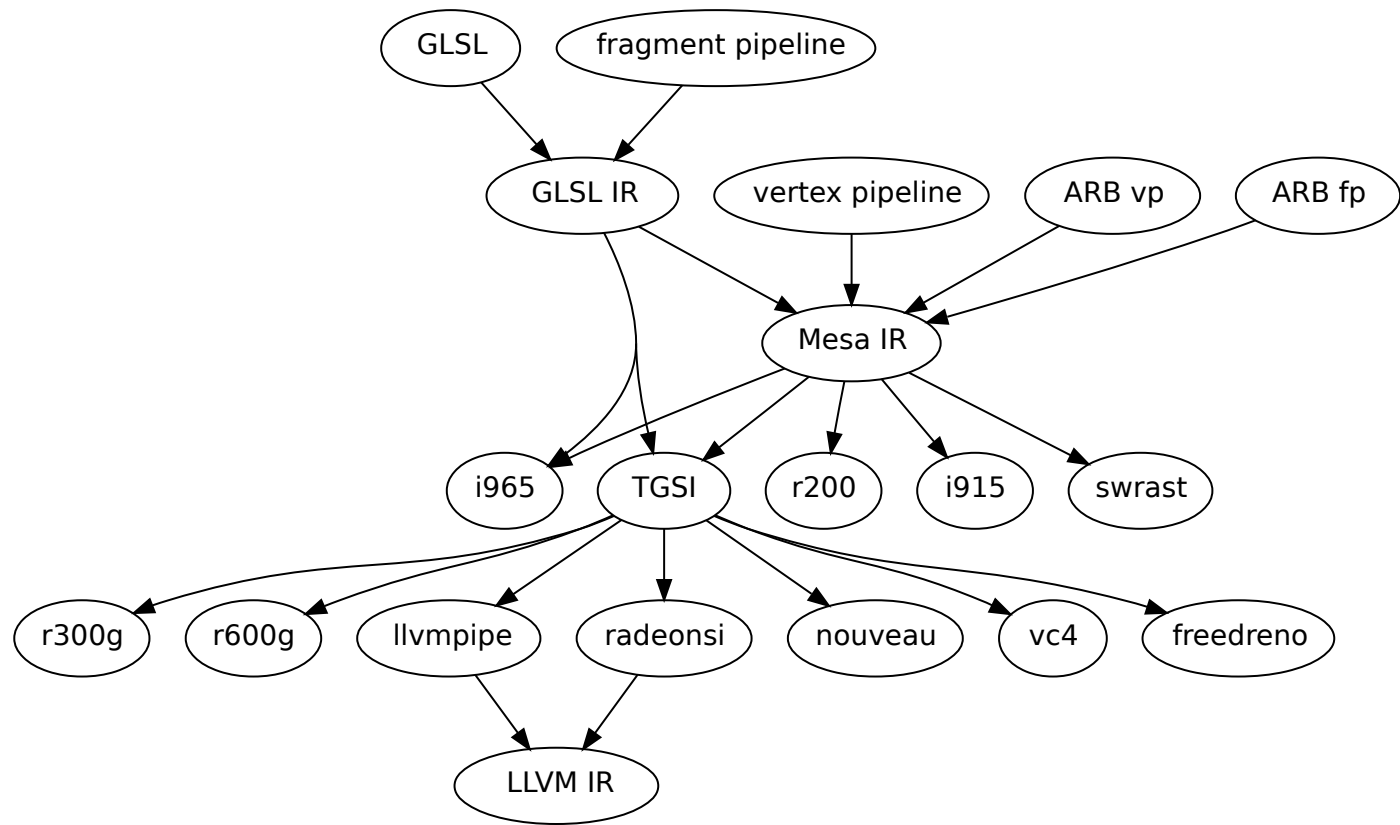 GLSL
fragment pipeline
GLSL IR
vertex pipeline
ARB vp
ARB fp
Mesa IR
i965
TGSI
r200
i915
swrast
r300g
r600g
llvmpipe
radeonsi
nouveau
vc4
freedreno
LLVM IR